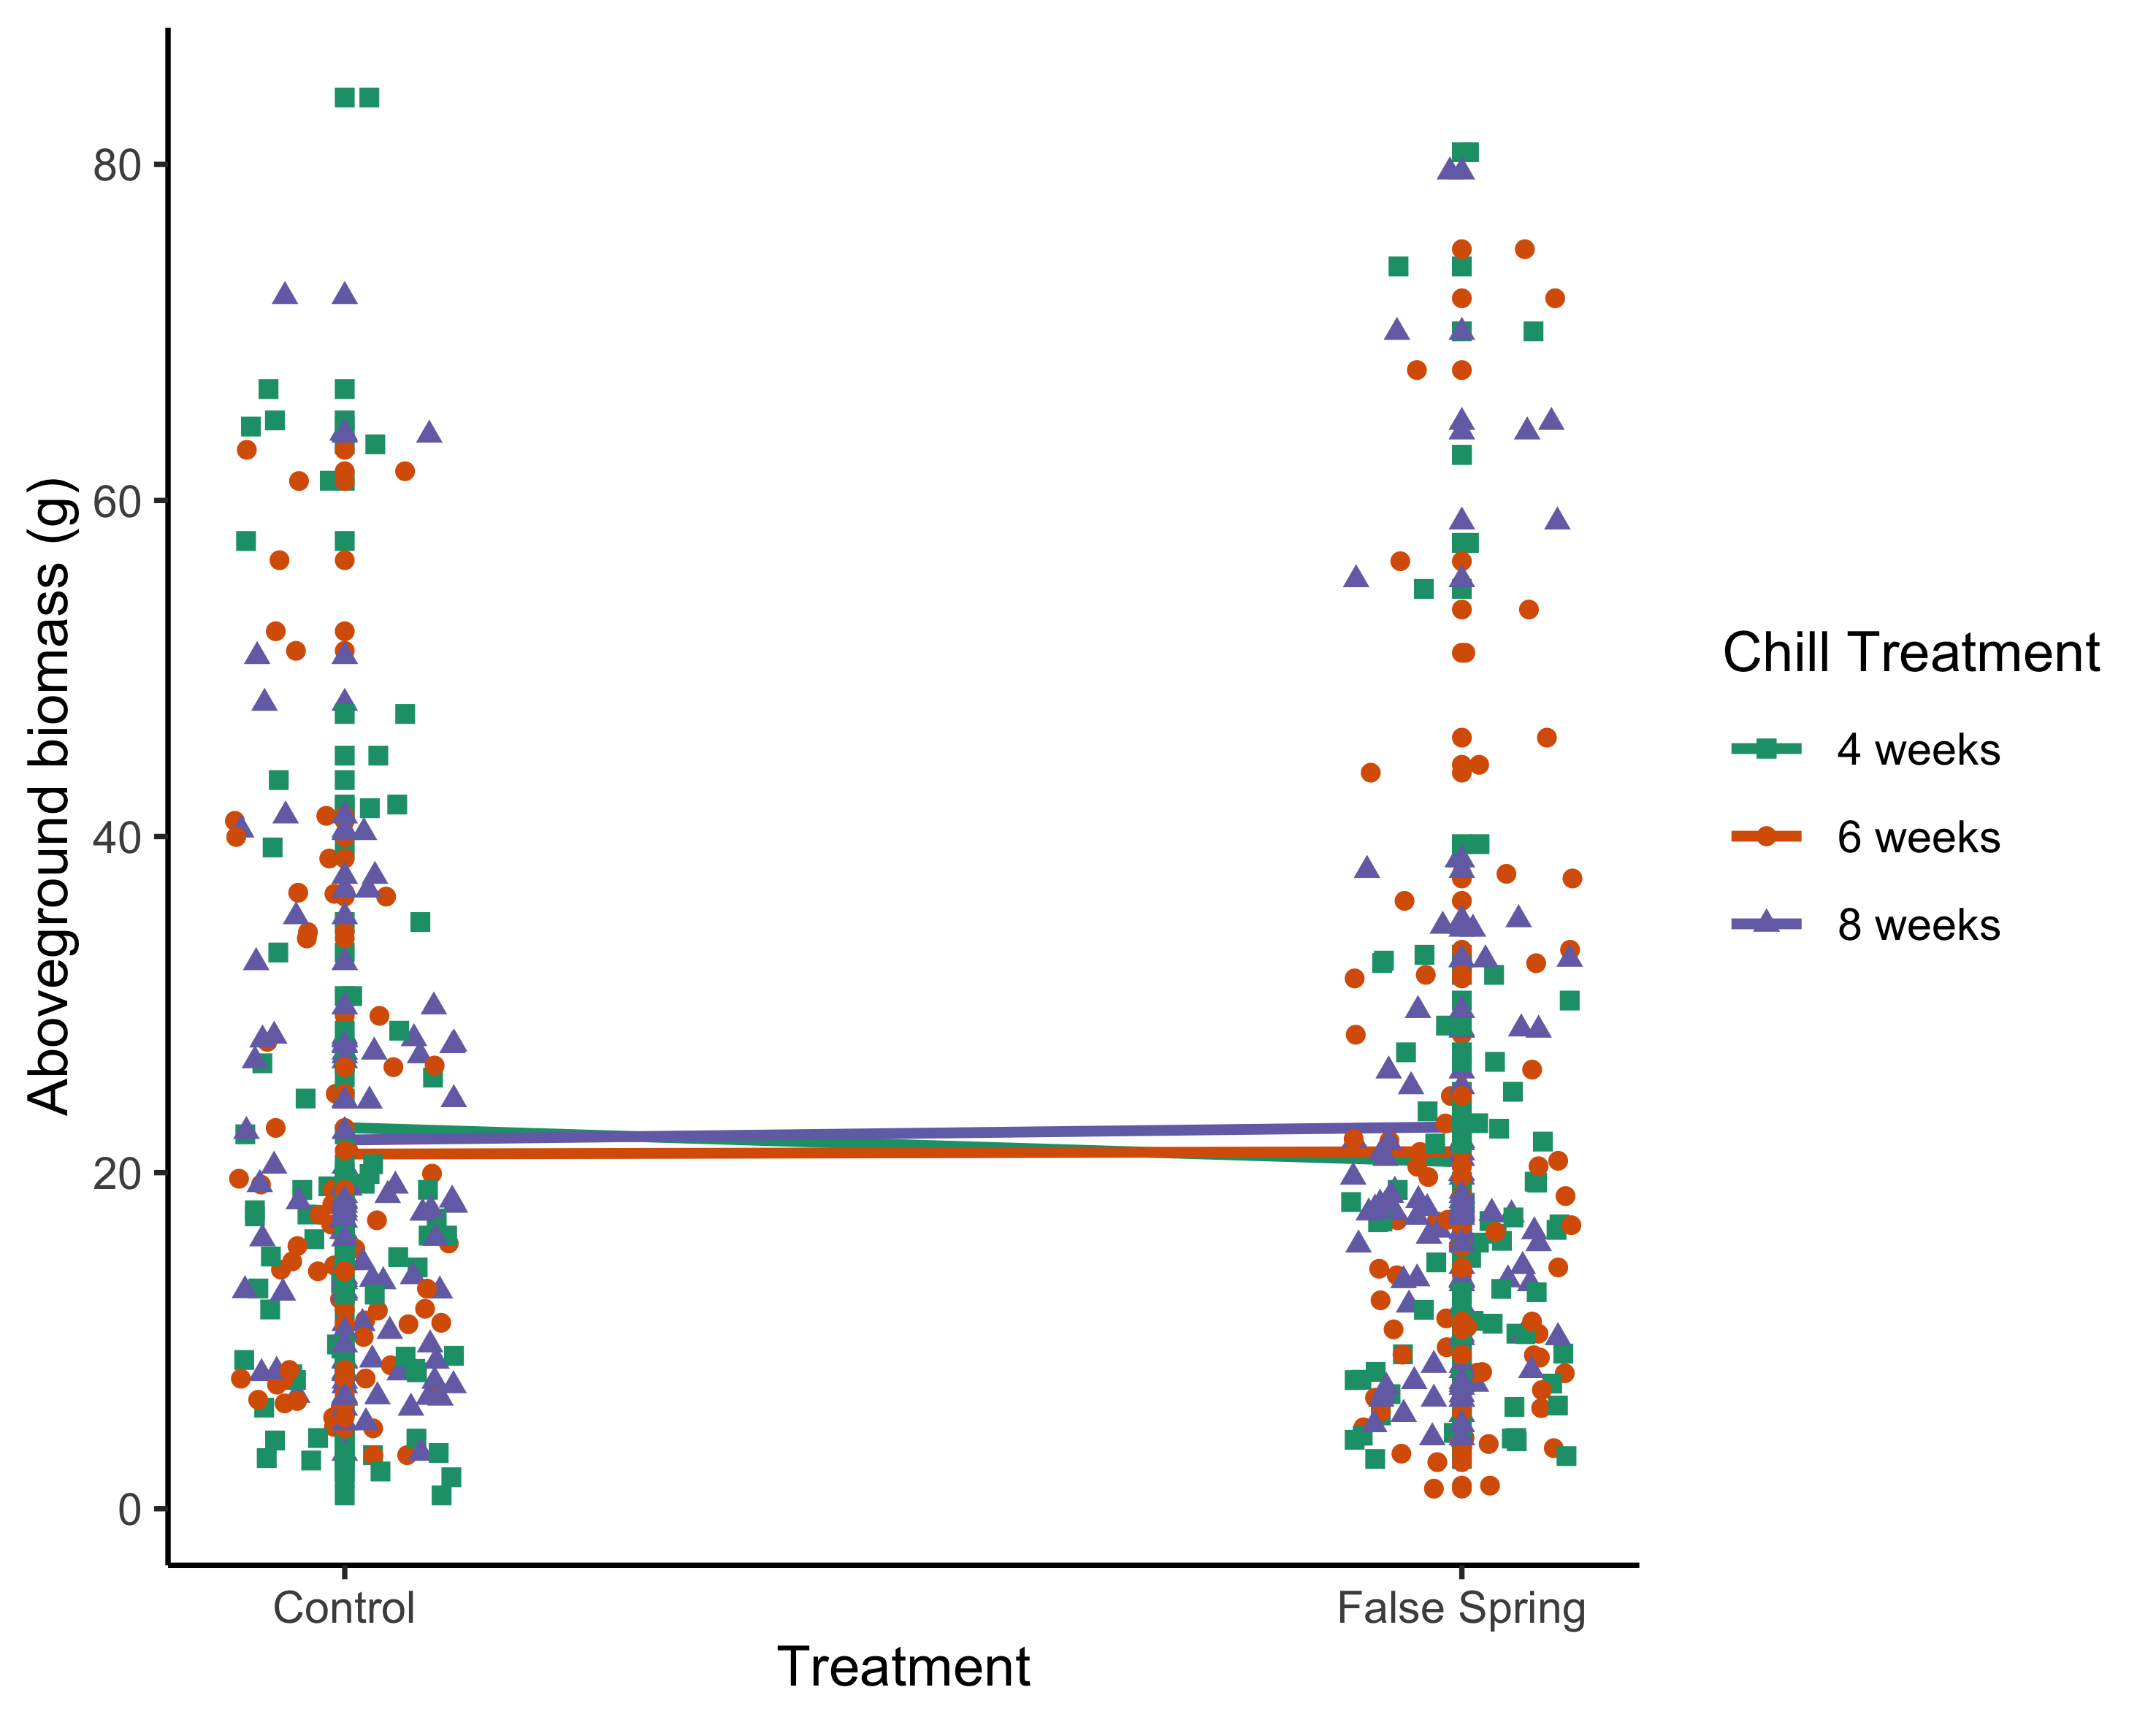 Aboveground biomass (g)
80
60
40
20
0
Control
False Spring
Treatment
Chill Treatment
4 weeks
6 weeks
8 weeks